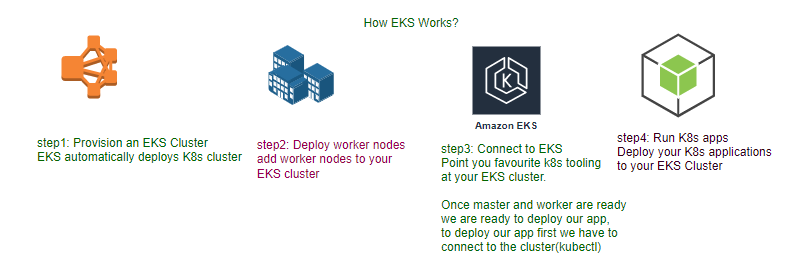 How EKS Works?
step1: Provision an EKS Cluster
EKS automatically deploys K8s cluster
step2: Deploy worker nodes
add worker nodes to your
EKS cluster
K
Amazon EKS
step3: Connect to EKS
Point you favourite k8s tooling
at your EKS cluster.
Once master and worker are ready
we are ready to deploy our app,
to deploy our app first we have to
connect to the cluster(kubectl)
step4: Run K8s apps
Deploy your K8s applications
to your EKS Cluster